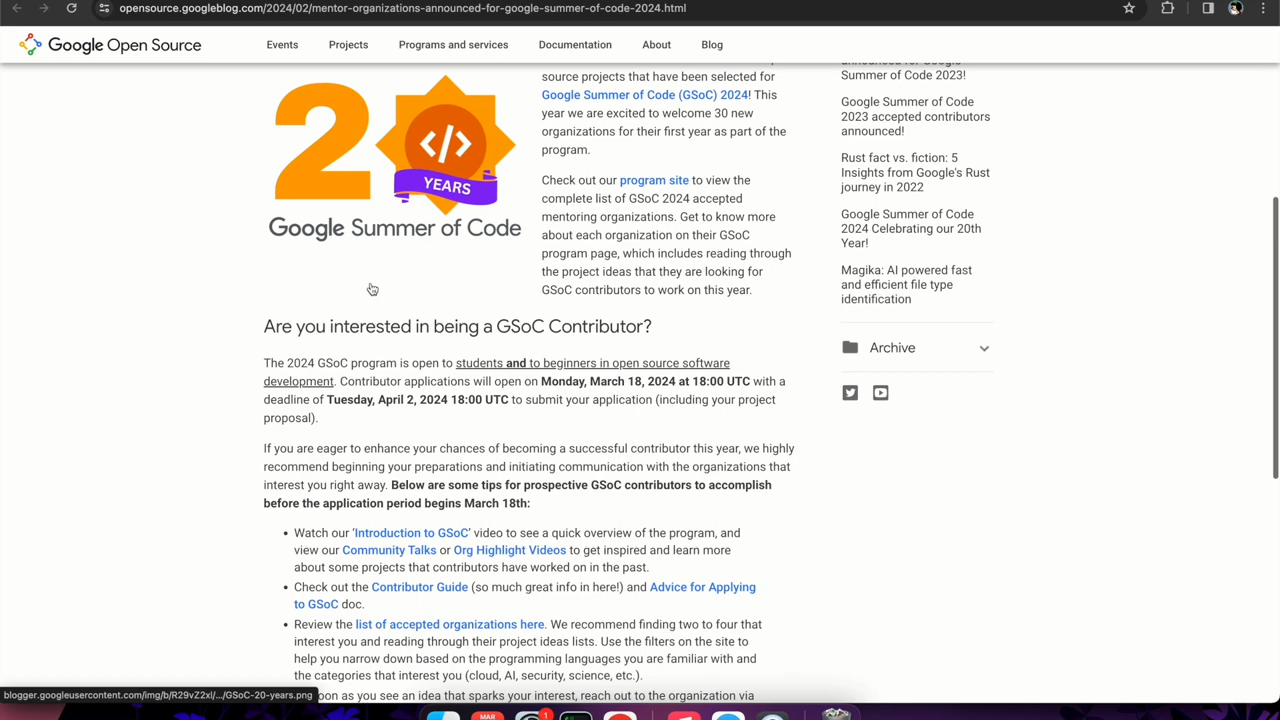 opensource.googleblog.com/2024/02/mentor-organizations-announced-for-google-summer-of-code-2024.html
Google Open Source
Events
Projects
Programs and services
Documentation
About
Blog
20
YEARS
Google Summer of Code
source projects that have been selected for
Google Summer of Code (GSoC) 2024! This
year we are excited to welcome 30 new
organizations for their first year as part of the
program.
Check out our program site to view the
complete list of GSoC 2024 accepted
mentoring organizations. Get to know more
about each organization on their GSoC
program page, which includes reading through
the project ideas that they are looking for
GSoC contributors to work on this year.
Are you interested in being a GSoC Contributor?
The 2024 GSoC program is open to students and to beginners in open source software
development. Contributor applications will open on Monday, March 18, 2024 at 18:00 UTC with a
deadline of Tuesday, April 2, 2024 18:00 UTC to submit your application (including your project
proposal).
If you are eager to enhance your chances of becoming a successful contributor this year, we highly
recommend beginning your preparations and initiating communication with the organizations that
interest you right away. Below are some tips for prospective GSoC contributors to accomplish
before the application period begins March 18th:
• Watch our ‘Introduction to GSoC’ video to see a quick overview of the program, and
view our Community Talks or Org Highlight Videos to get inspired and learn more
about some projects that contributors have worked on in the past.
• Check out the Contributor Guide (so much great info in here!) and Advice for Applying
to GSoC doc.
• Review the list of accepted organizations here. We recommend finding two to four that
interest you and reading through their project ideas lists. Use the filters on the site to
help you narrow down based on the programming languages you are familiar with and
the categories that interest you (cloud, AI, security, science, etc.).
oon as you see an idea that sparks your interest, reach out to the organization via
announced for Google
Summer of Code 2023!
Google Summer of Code
2023 accepted contributors
announced!
Rust fact vs. fiction: 5
Insights from Google's Rust
journey in 2022
Google Summer of Code
2024 Celebrating our 20th
Year!
Magika: AI powered fast
and efficient file type
identification
Archive
blogger.googleusercontent.com/img/b/R29vZ2xl/.../GSoC-20-years.png
MAR
1